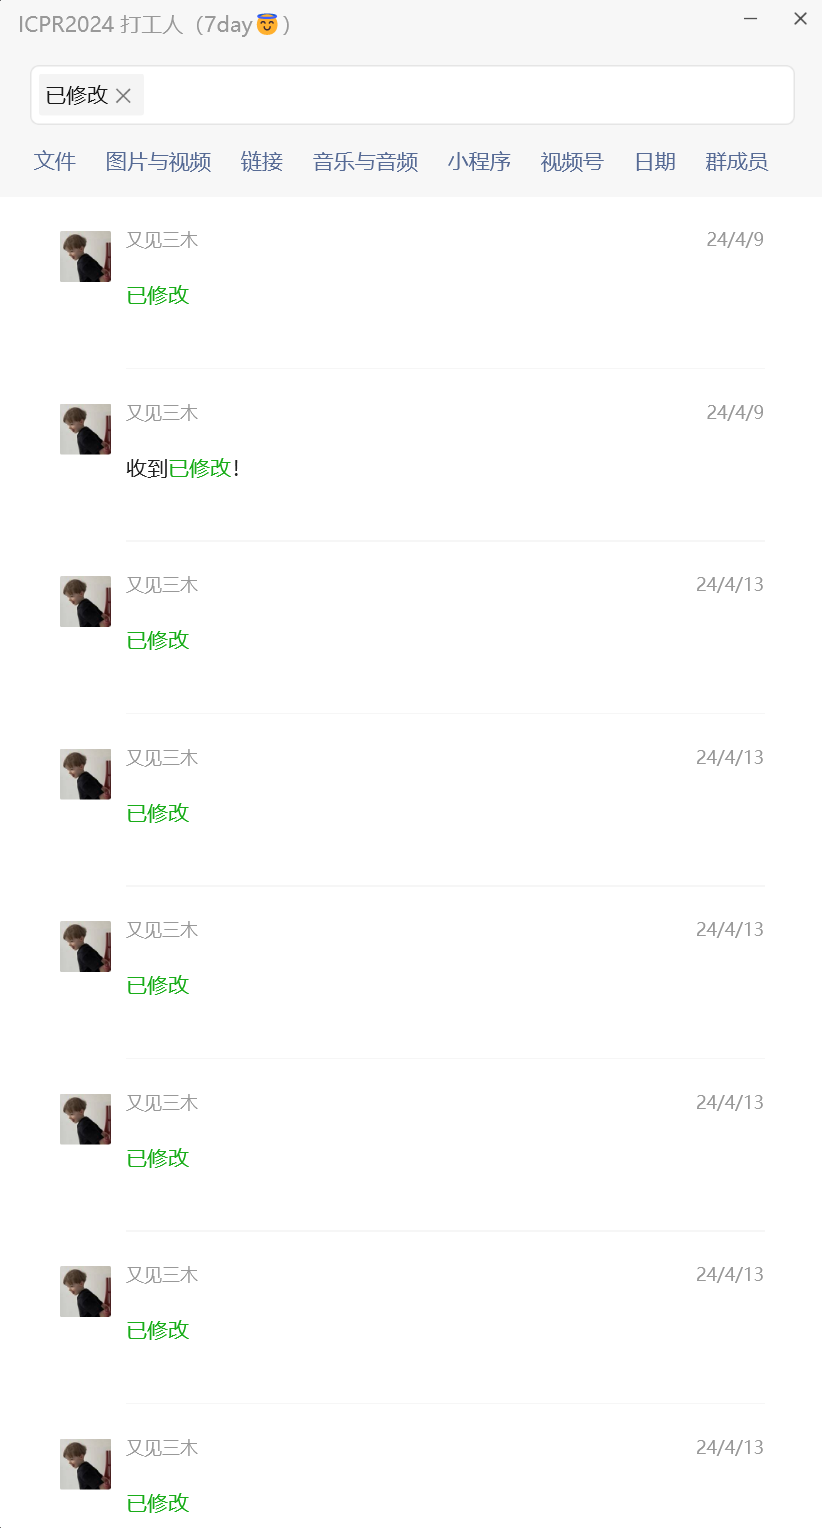 ICPR2024 打工人（7day😇）
已修改
文件 图片与视频 链接 音乐与音频 小程序 视频号 日期 群成员
又见三木 24/4/9
已修改
又见三木 24/4/9
收到已修改！
又见三木 24/4/13
已修改
又见三木 24/4/13
已修改
又见三木 24/4/13
已修改
又见三木 24/4/13
已修改
又见三木 24/4/13
已修改
又见三木 24/4/13
已修改